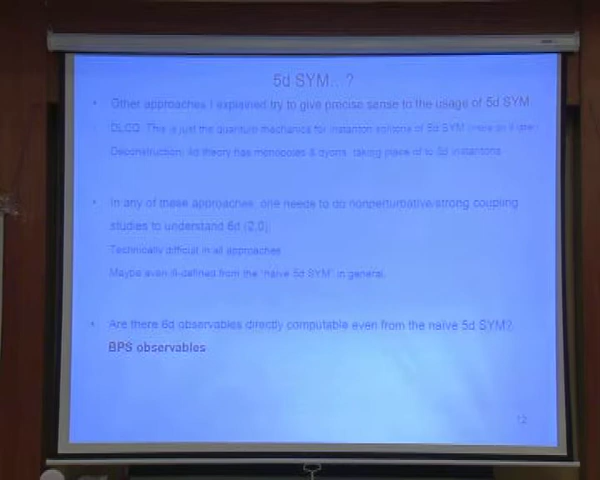 5d SYM...?
• Other approaches I explained try to give precise sense to the usage of 5d SYM
DLCQ: This is just the quantum mechanics for instanton solitons of 5d SYM
Deconstruction: 4d theory has monopoles & dyons, taking place of to 5d instantons
• In any of these approaches, one needs to do nonperturbative/strong coupling
studies to understand 6d (2,0)
Technically difficult in all approaches
Maybe even ill-defined from the "naive 5d SYM" in general.
• Are there 6d observables directly computable even from the naive 5d SYM?
BPS observables
12